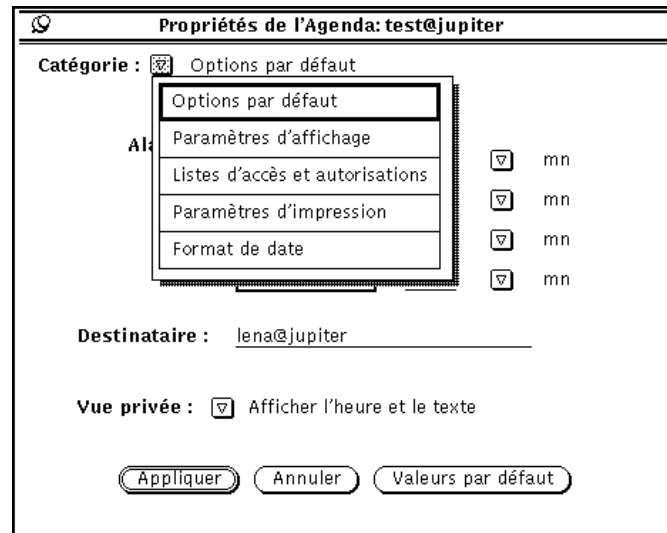 Propriétés de l'Agenda: test@jupiter
Catégorie : Options par défaut
Options par défaut
Paramètres d'affichage
mn
Listes d'accès et autorisations
mn
Paramètres d'impression
mn
Format de date
mn
Destinataire : lena@jupiter
Vue privée : Afficher l'heure et le texte
Appliquer Annuler Valeurs par défaut